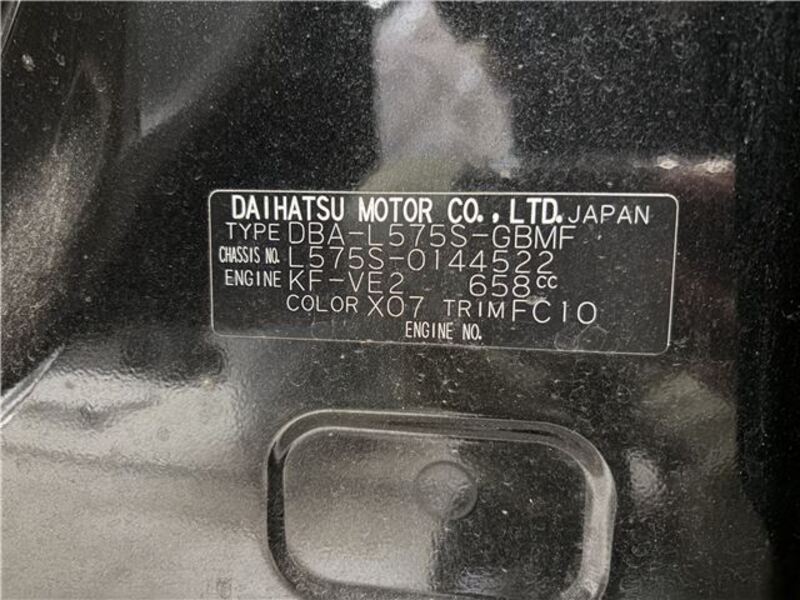 DAIHATSU MOTOR CO., LTD. JAPAN
TYPE DBA-L575S-GBMF
CHASSIS NO. L575S-0144522
ENGINE KF-VE2 658cc
COLOR X07 TRIM FC10
ENGINE NO.